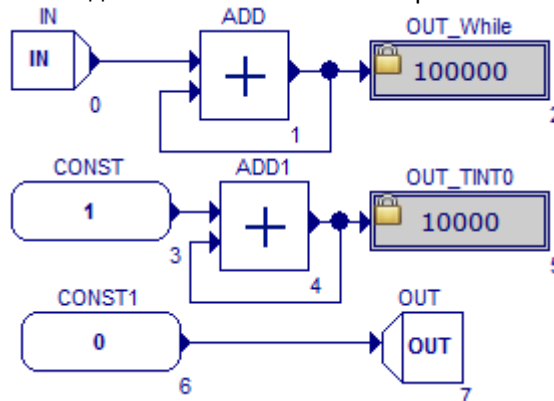 IN ADD OUT_While
IN + 100000
0 1 2
CONST ADD1 OUT_TINT0
1 + 10000
3 4 5
CONST1 OUT
0 OUT
6 7